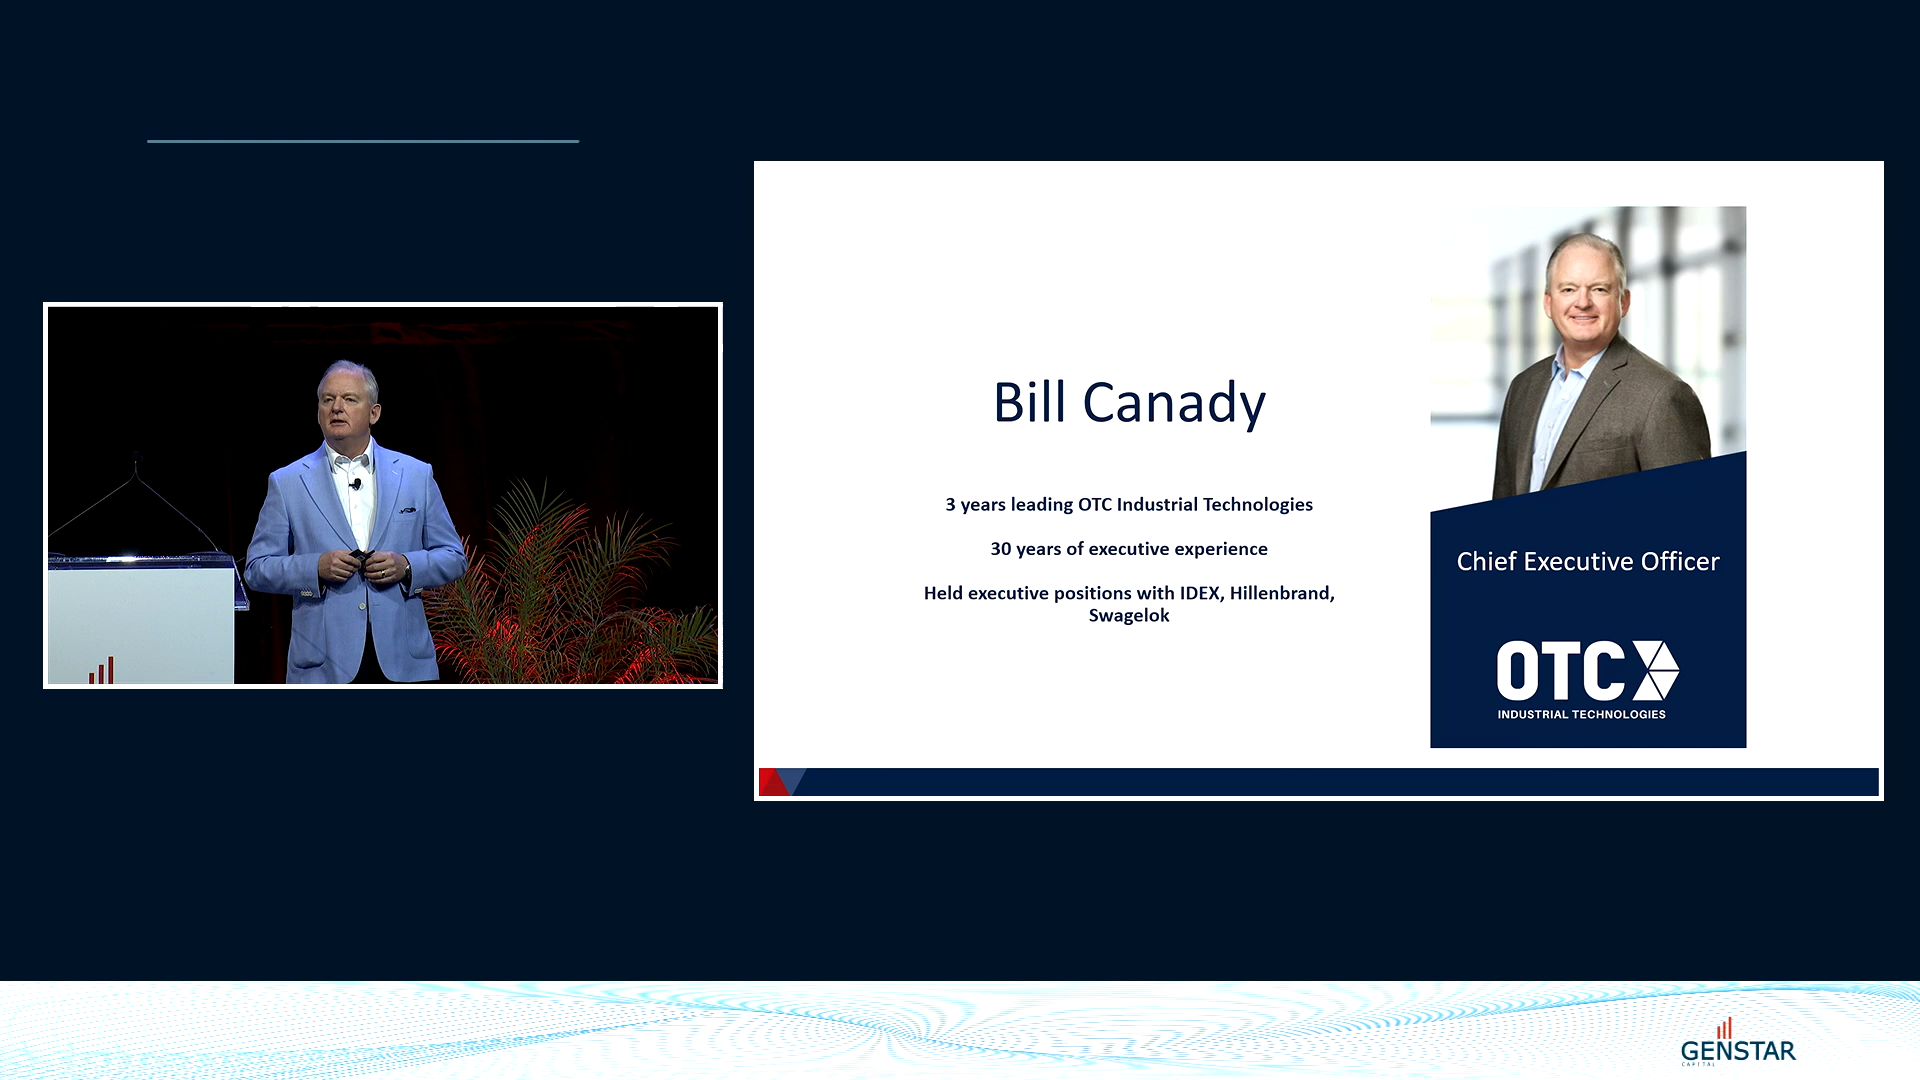 Bill Canady
3 years leading OTC Industrial Technologies
30 years of executive experience
Held executive positions with IDEX, Hillenbrand,
Swagelok
Chief Executive Officer
OTC
INDUSTRIAL TECHNOLOGIES
GENSTAR
CAPITAL